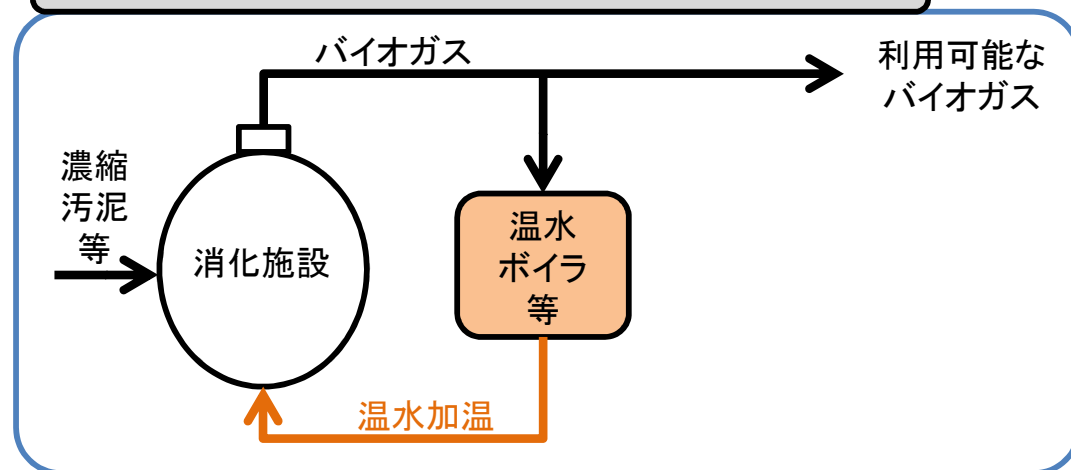 バイオガス
利用可能な
バイオガス
濃縮
汚泥
等
消化施設
温水
ボイラ
等
温水加温